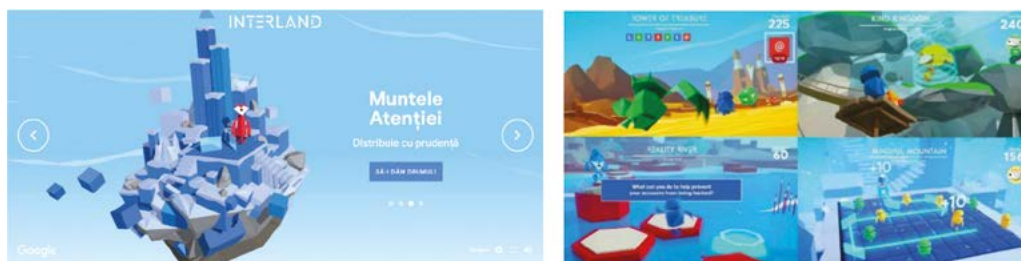 INTERLAND
Muntele
Atenției
Distribuie cu prudență
SĂ-I DĂM DRUMUL!
Google
TOWER OF TREASURE
225
@
KIND KINGDOM
240
REALITY RIVER
60
What can you do to help prevent
your accounts from being hacked?
MINDFUL MOUNTAIN
156
+10
+10